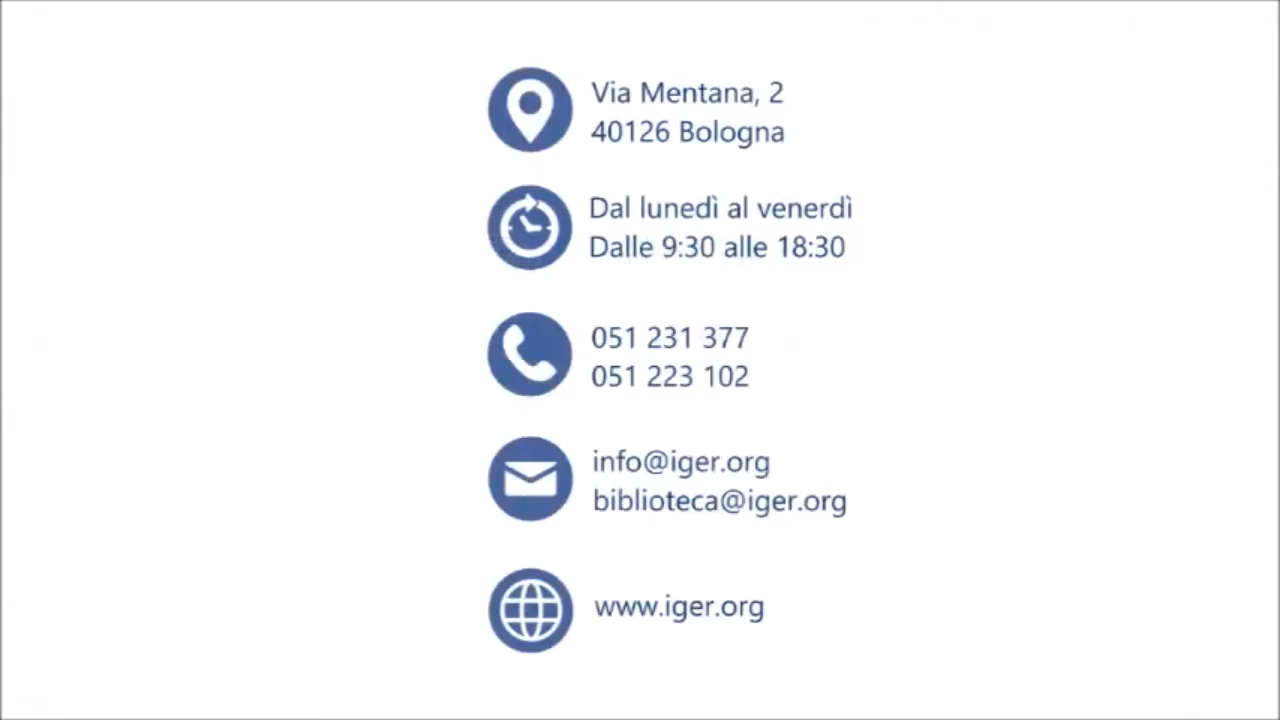 Via Mentana, 2
40126 Bologna
Dal lunedì al venerdì
Dalle 9:30 alle 18:30
051 231 377
051 223 102
info@iger.org
biblioteca@iger.org
www.iger.org